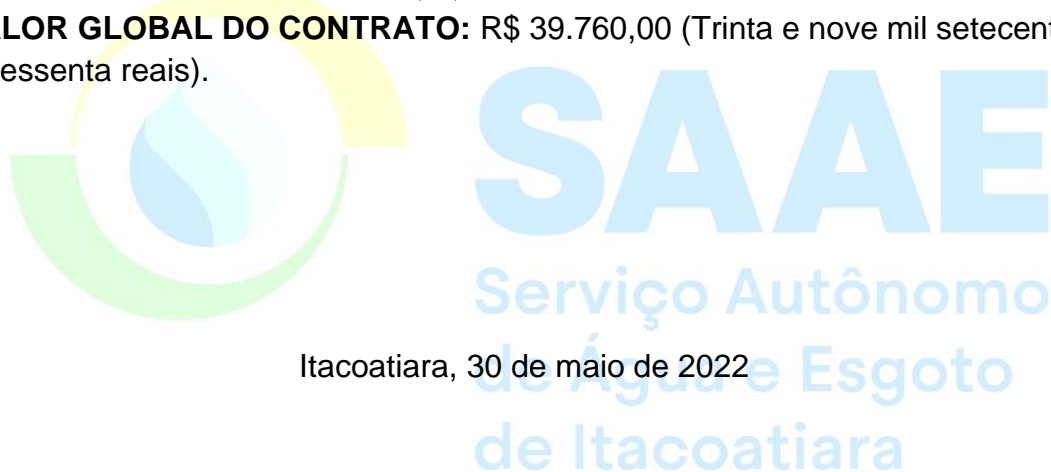 ALOR GLOBAL DO CONTRATO: R$ 39.760,00 (Trinta e nove mil setecent
essenta reais).
SAAE
Serviço Autônomo
Itacoatiara, 30 de maio de 2022
de Água e Esgoto
de Itacoatiara